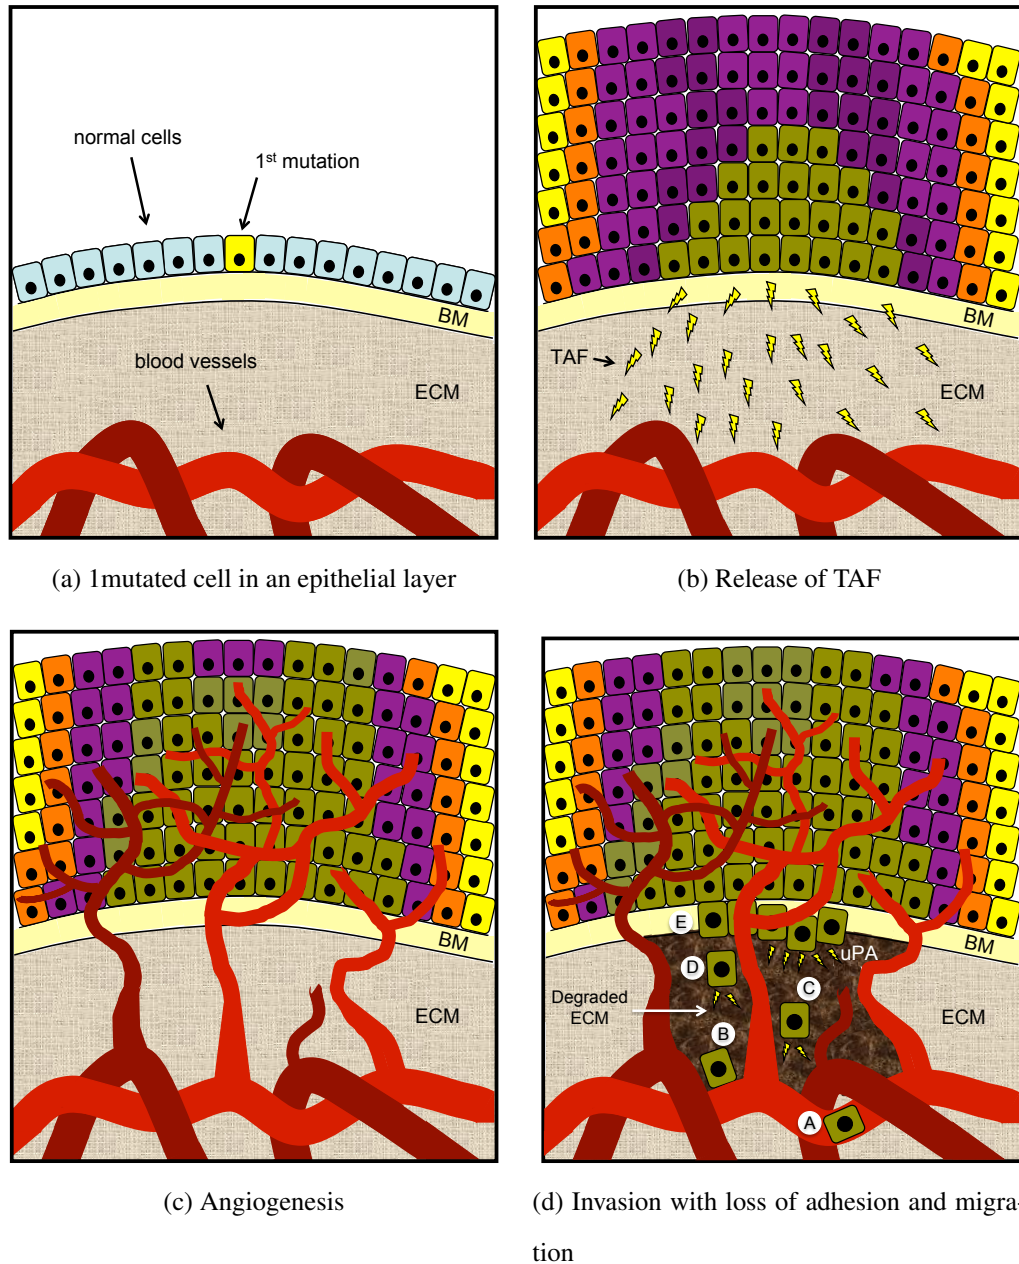 normal cells
1st mutation
BM
blood vessels
ECM
(a) 1mutated cell in an epithelial layer
BM
TAF
ECM
(b) Release of TAF
BM
ECM
(c) Angiogenesis
E
uPA
BM
D
C
Degraded
ECM
ECM
B
A
(d) Invasion with loss of adhesion and migra-
tion